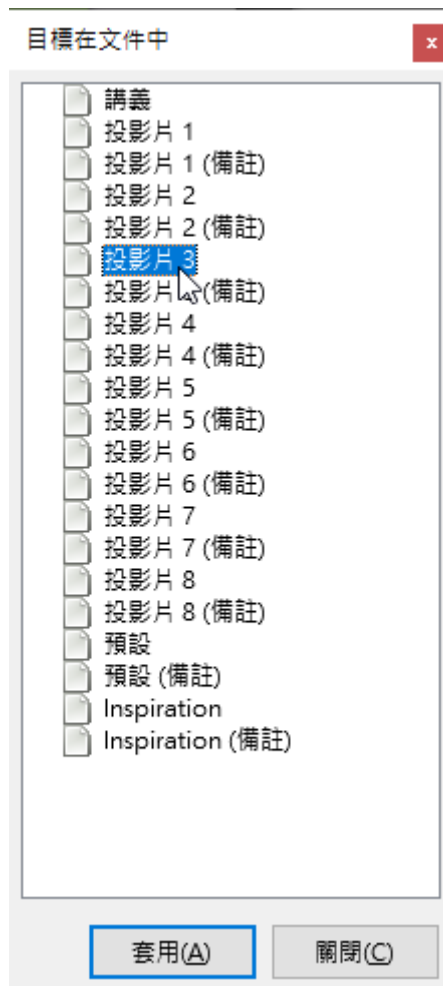 目標在文件中
x
講義
投影片 1
投影片 1 (備註)
投影片 2
投影片 2 (備註)
投影片 3
投影片 (備註)
投影片 4
投影片 4 (備註)
投影片 5
投影片 5 (備註)
投影片 6
投影片 6 (備註)
投影片 7
投影片 7 (備註)
投影片 8
投影片 8 (備註)
預設
預設 (備註)
Inspiration
Inspiration (備註)
套用(A) 關閉(C)